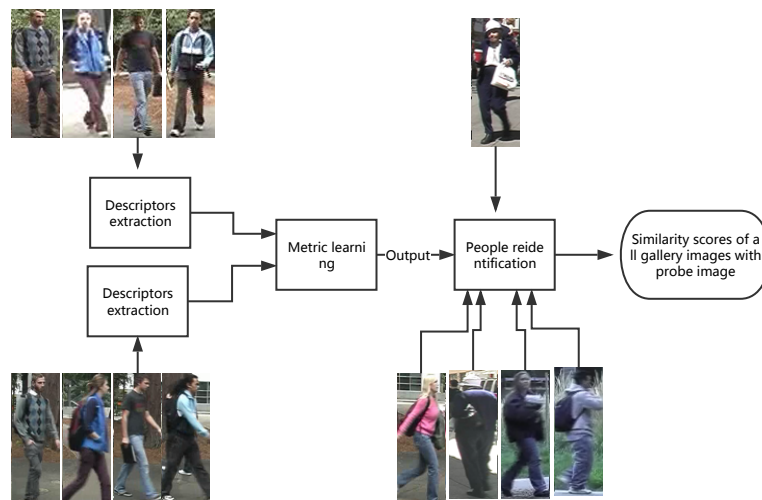 Descriptors
extraction
Descriptors
extraction
Metric learni
ng
Output
People reide
ntification
Similarity scores of a
ll gallery images with
probe image